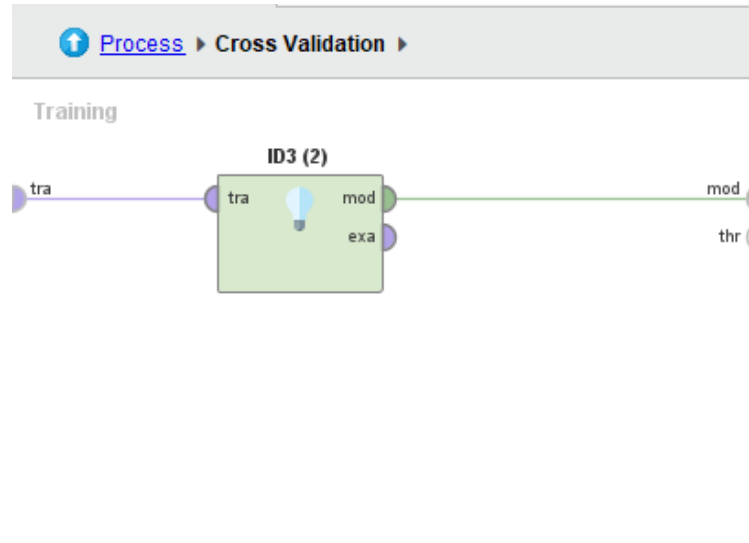 Process Cross Validation
Training
ID3 (2)
tra tra mod mod
exa thr